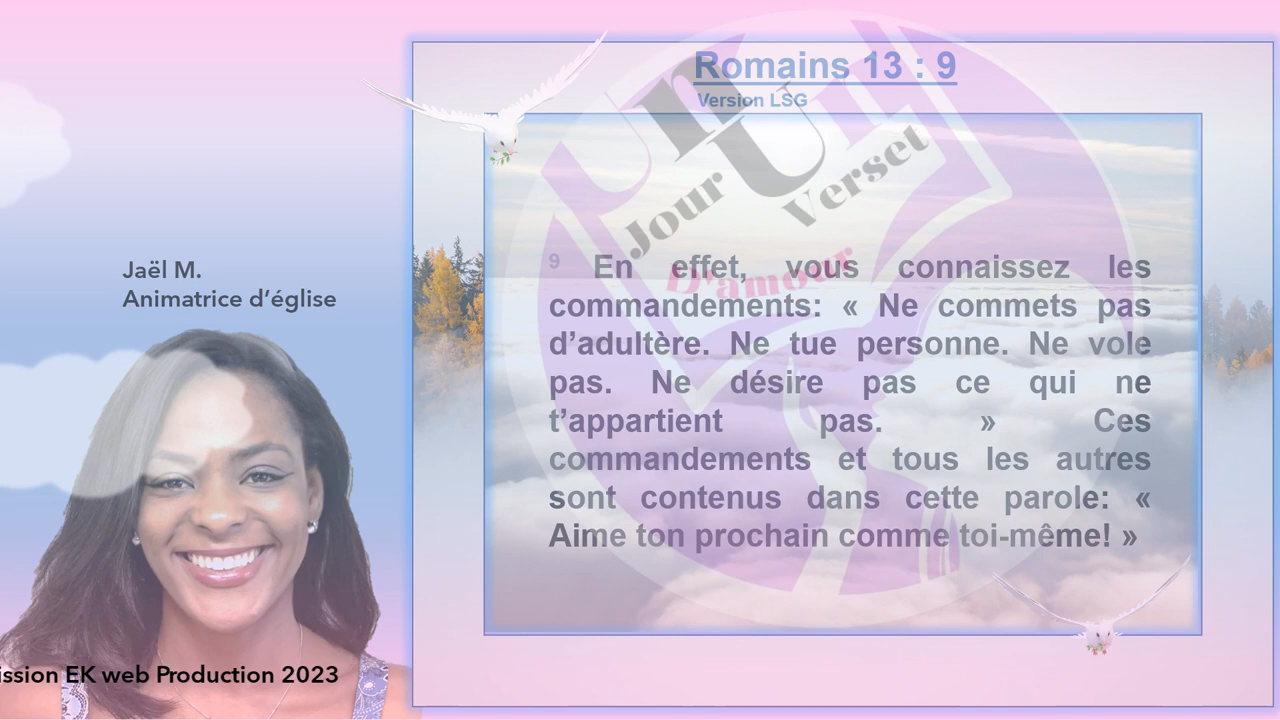 Romains 13 : 9
Version LSG
Un
Un
Jour
Verset
D'amour
9 En effet, vous connaissez les
commandements: « Ne commets pas
d’adultère. Ne tue personne. Ne vole
pas. Ne désire pas ce qui ne
t’appartient pas. » Ces
commandements et tous les autres
sont contenus dans cette parole: «
Aime ton prochain comme toi-même! »
Jaël M.
Animatrice d’église
ission EK web Production 2023